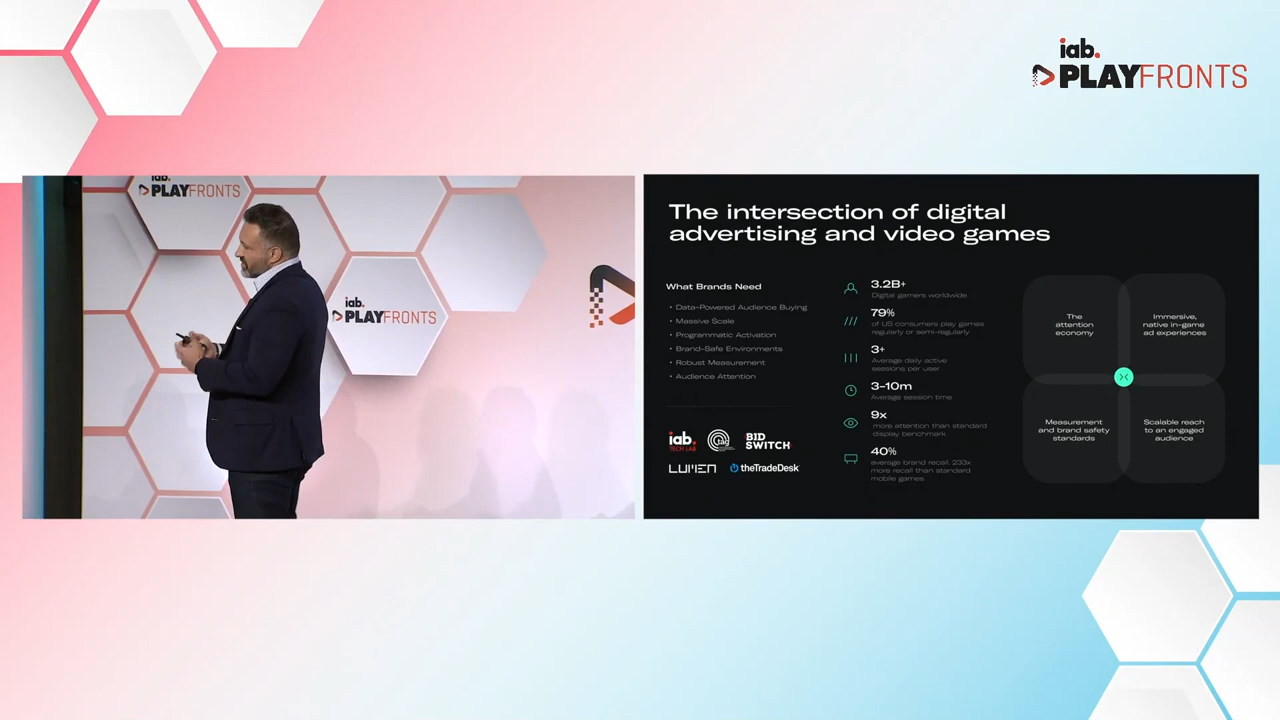 iab.
PLAYFRONTS
iab.
PLAYFRONTS
iab.
PLAYFRONTS
The intersection of digital
advertising and video games
What Brands Need
• Data-Powered Audience Buying
• Massive Scale
• Programmatic Activation
• Brand-Safe Environments
• Robust Measurement
• Audience Attention
iab.
TECH LAB
TAG
BID
SWITCH
LUMEN
theTradeDesk
3.2B+
Digital gamers worldwide
79%
of US consumers play games
regularly or semi-regularly
3+
Average daily active
sessions per user
3-10m
Average session time
9x
more attention than standard
display benchmark
40%
average brand recall. 233x
more recall than standard
mobile games
The
attention
economy
Immersive,
native in-game
ad experiences
Measurement
and brand safety
standards
Scalable reach
to an engaged
audience